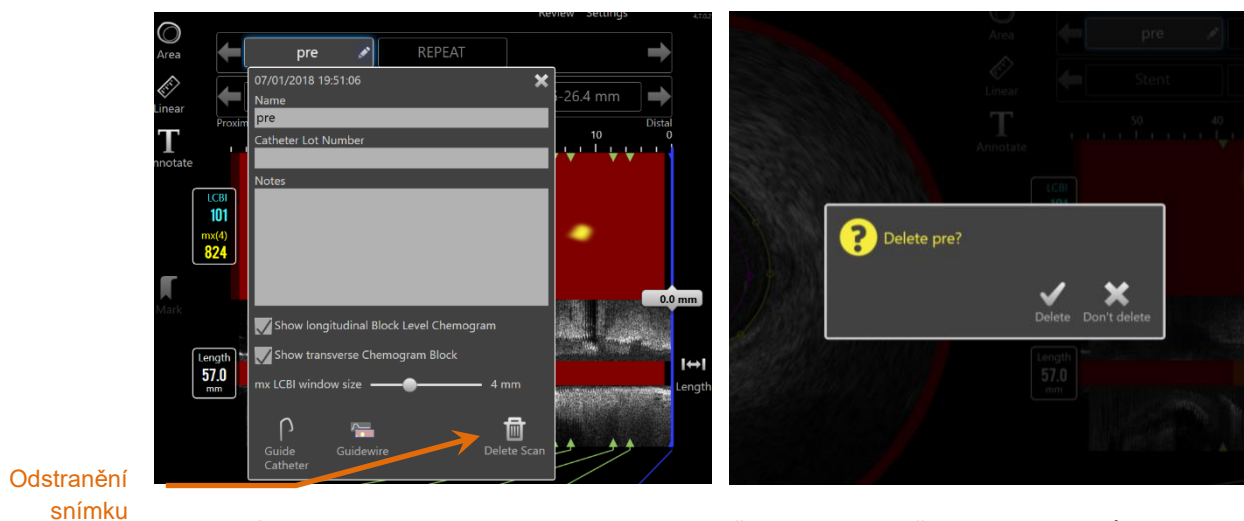 Review Settings
4.7.0.2
Area
pre
REPEAT
07/01/2018 19:51:06
Name
pre
-26.4 mm
Linear
Proxim
10
Distal
0
Catheter Lot Number
Annotate
Notes
LCBI
101
mx(4)
824
Mark
0.0 mm
Show longitudinal Block Level Chemogram
Show transverse Chemogram Block
Length
57.0
mm
mx LCBI window size
4 mm
Length
Guide
Catheter
Guidewire
Delete Scan
Odstranění
snímku
Area
pre
Linear
Stent
Annotate
50
40
LCBI
101
Delete pre?
Delete
Don't delete
Length
57.0
mm